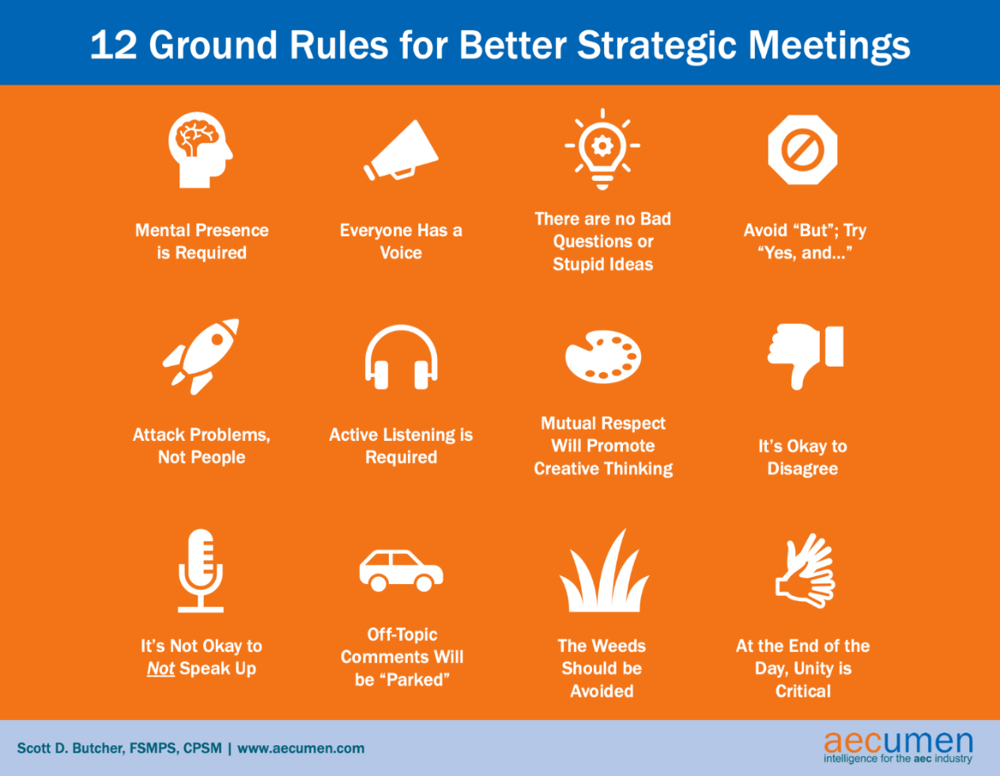 12 Ground Rules for Better Strategic Meetings
Mental Presence
is Required
Everyone Has a
Voice
There are no Bad
Questions or
Stupid Ideas
Avoid “But”; Try
“Yes, and...”
Attack Problems,
Not People
Active Listening is
Required
Mutual Respect
Will Promote
Creative Thinking
It’s Okay to
Disagree
It’s Not Okay to
Not Speak Up
Off-Topic
Comments Will
be “Parked”
The Weeds
Should be
Avoided
At the End of the
Day, Unity is
Critical
Scott D. Butcher, FSMPS, CPSM | www.aecumen.com
aecumen
intelligence for the aec industry